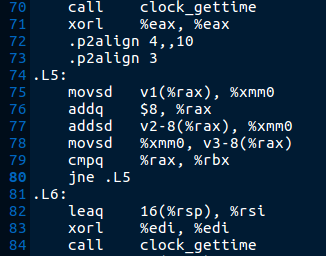 70 call clock_gettime
71 xorl %eax, %eax
72 .p2align 4,,10
73 .p2align 3
74 .L5:
75 movsd v1(%rax), %xmm0
76 addq $8, %rax
77 addsd v2-8(%rax), %xmm0
78 movsd %xmm0, v3-8(%rax)
79 cmpq %rax, %rbx
80 jne .L5
81 .L6:
82 leaq 16(%rsp), %rsi
83 xorl %edi, %edi
84 call clock_gettime